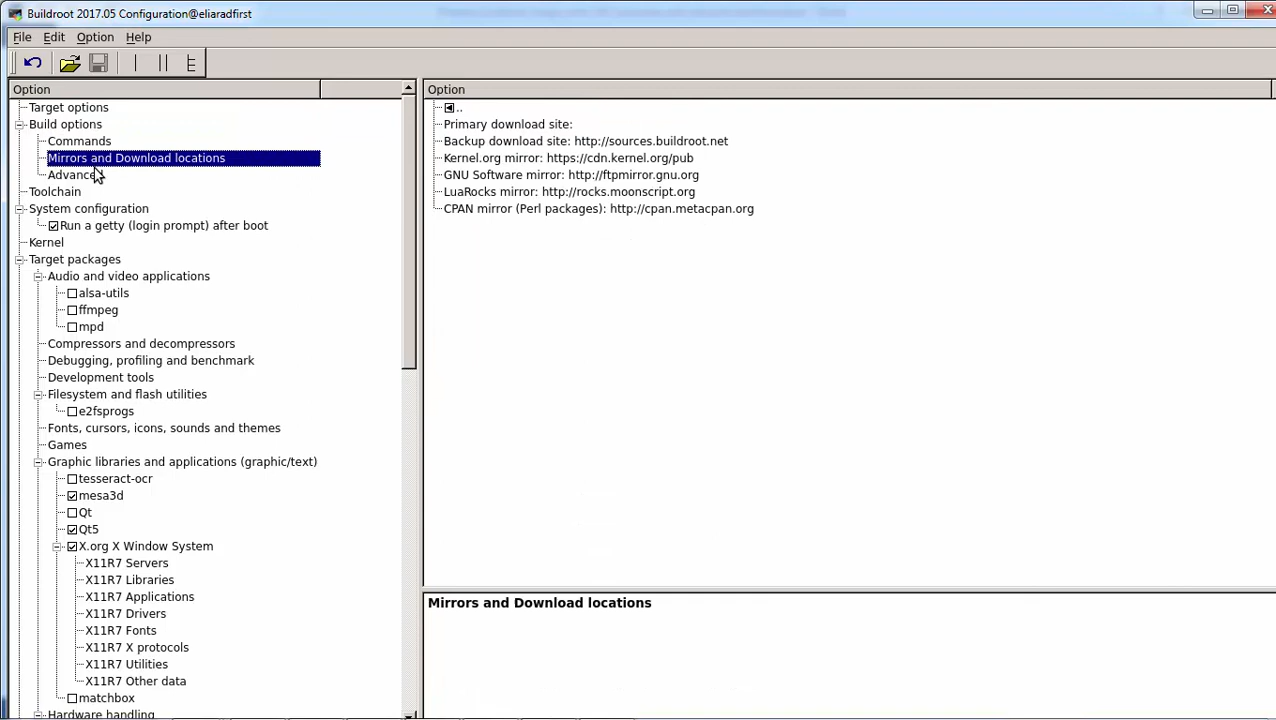 Buildroot 2017.05 Configuration@eliaradfirst
File Edit Option Help
Option
Target options
Build options
Commands
Mirrors and Download locations
Advanced
Toolchain
System configuration
Run a getty (login prompt) after boot
Kernel
Target packages
Audio and video applications
alsa-utils
ffmpeg
mpd
Compressors and decompressors
Debugging, profiling and benchmark
Development tools
Filesystem and flash utilities
e2fsprogs
Fonts, cursors, icons, sounds and themes
Games
Graphic libraries and applications (graphic/text)
tesseract-ocr
mesa3d
Qt
Qt5
X.org X Window System
X11R7 Servers
X11R7 Libraries
X11R7 Applications
X11R7 Drivers
X11R7 Fonts
X11R7 X protocols
X11R7 Utilities
X11R7 Other data
matchbox
Hardware handling
Option
..
Primary download site:
Backup download site: http://sources.buildroot.net
Kernel.org mirror: https://cdn.kernel.org/pub
GNU Software mirror: http://ftpmirror.gnu.org
LuaRocks mirror: http://rocks.moonscript.org
CPAN mirror (Perl packages): http://cpan.metacpan.org
Mirrors and Download locations